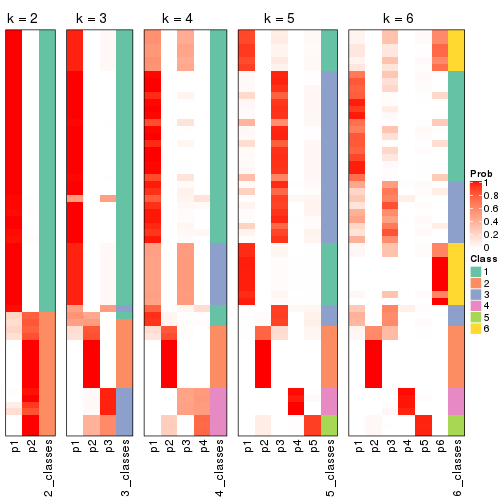 k = 2
k = 3
k = 4
k = 5
k = 6
p1
p2
2_classes
p1
p2
p3
3_classes
p1
p2
p3
p4
4_classes
p1
p2
p3
p4
p5
5_classes
p1
p2
p3
p4
p5
p6
6_classes
Prob
1
0.8
0.6
0.4
0.2
0
Class
1
2
3
4
5
6